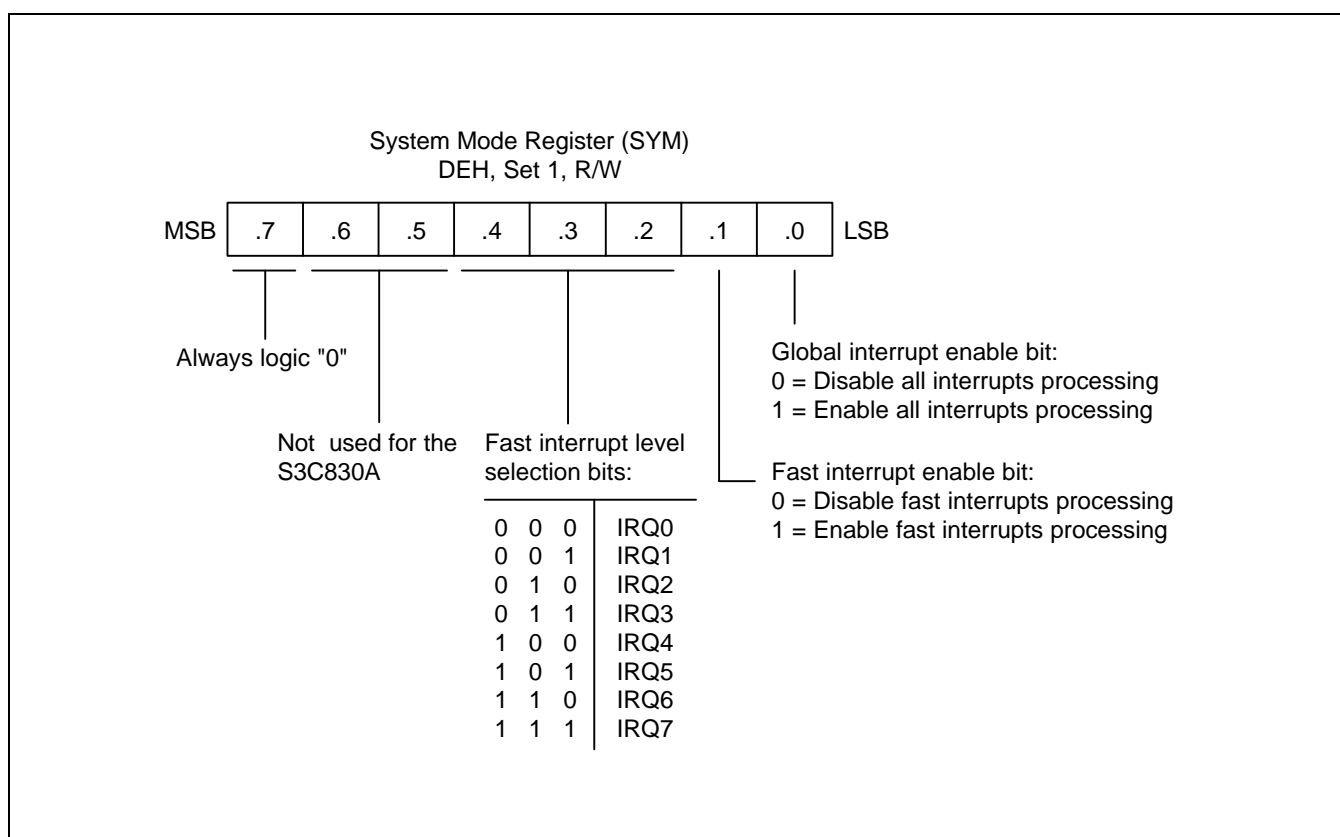 System Mode Register (SYM)
DEH, Set 1, R/W
MSB .7 .6 .5 .4 .3 .2 .1 .0 LSB
Always logic "0"
Not used for the
S3C830A
Fast interrupt level
selection bits:
0 0 0 IRQ0
0 0 1 IRQ1
0 1 0 IRQ2
0 1 1 IRQ3
1 0 0 IRQ4
1 0 1 IRQ5
1 1 0 IRQ6
1 1 1 IRQ7
Global interrupt enable bit:
0 = Disable all interrupts processing
1 = Enable all interrupts processing
Fast interrupt enable bit:
0 = Disable fast interrupts processing
1 = Enable fast interrupts processing